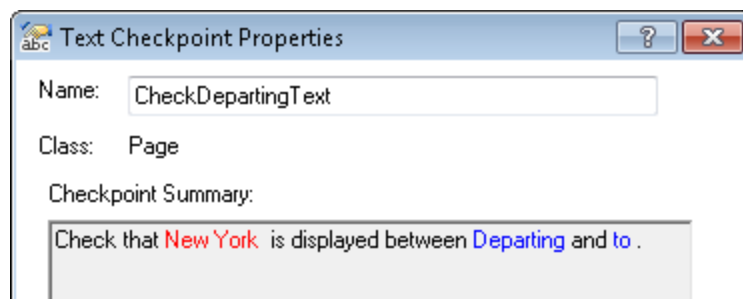 abc Text Checkpoint Properties ?
Name: CheckDepartingText
Class: Page
Checkpoint Summary:
Check that New York is displayed between Departing and to .